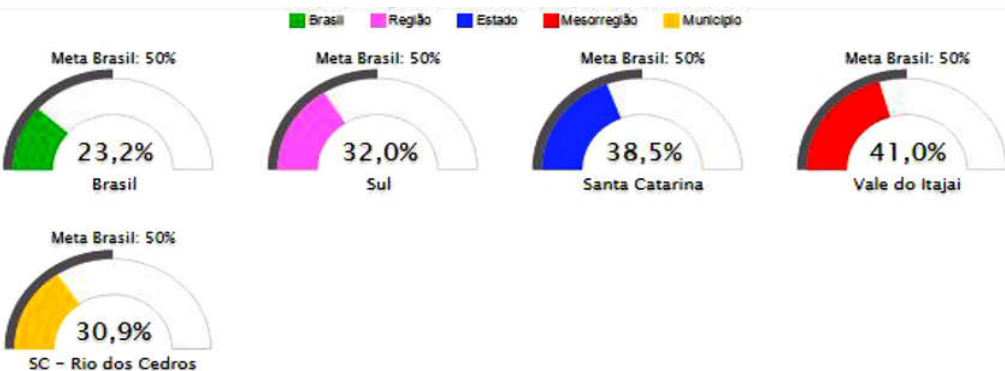 Brasil Região Estado Mesorregião Município
Meta Brasil: 50% Meta Brasil: 50% Meta Brasil: 50% Meta Brasil: 50%
23,2% 32,0% 38,5% 41,0%
Brasil Sul Santa Catarina Vale do Itajai
Meta Brasil: 50%
30,9%
SC - Rio dos Cedros